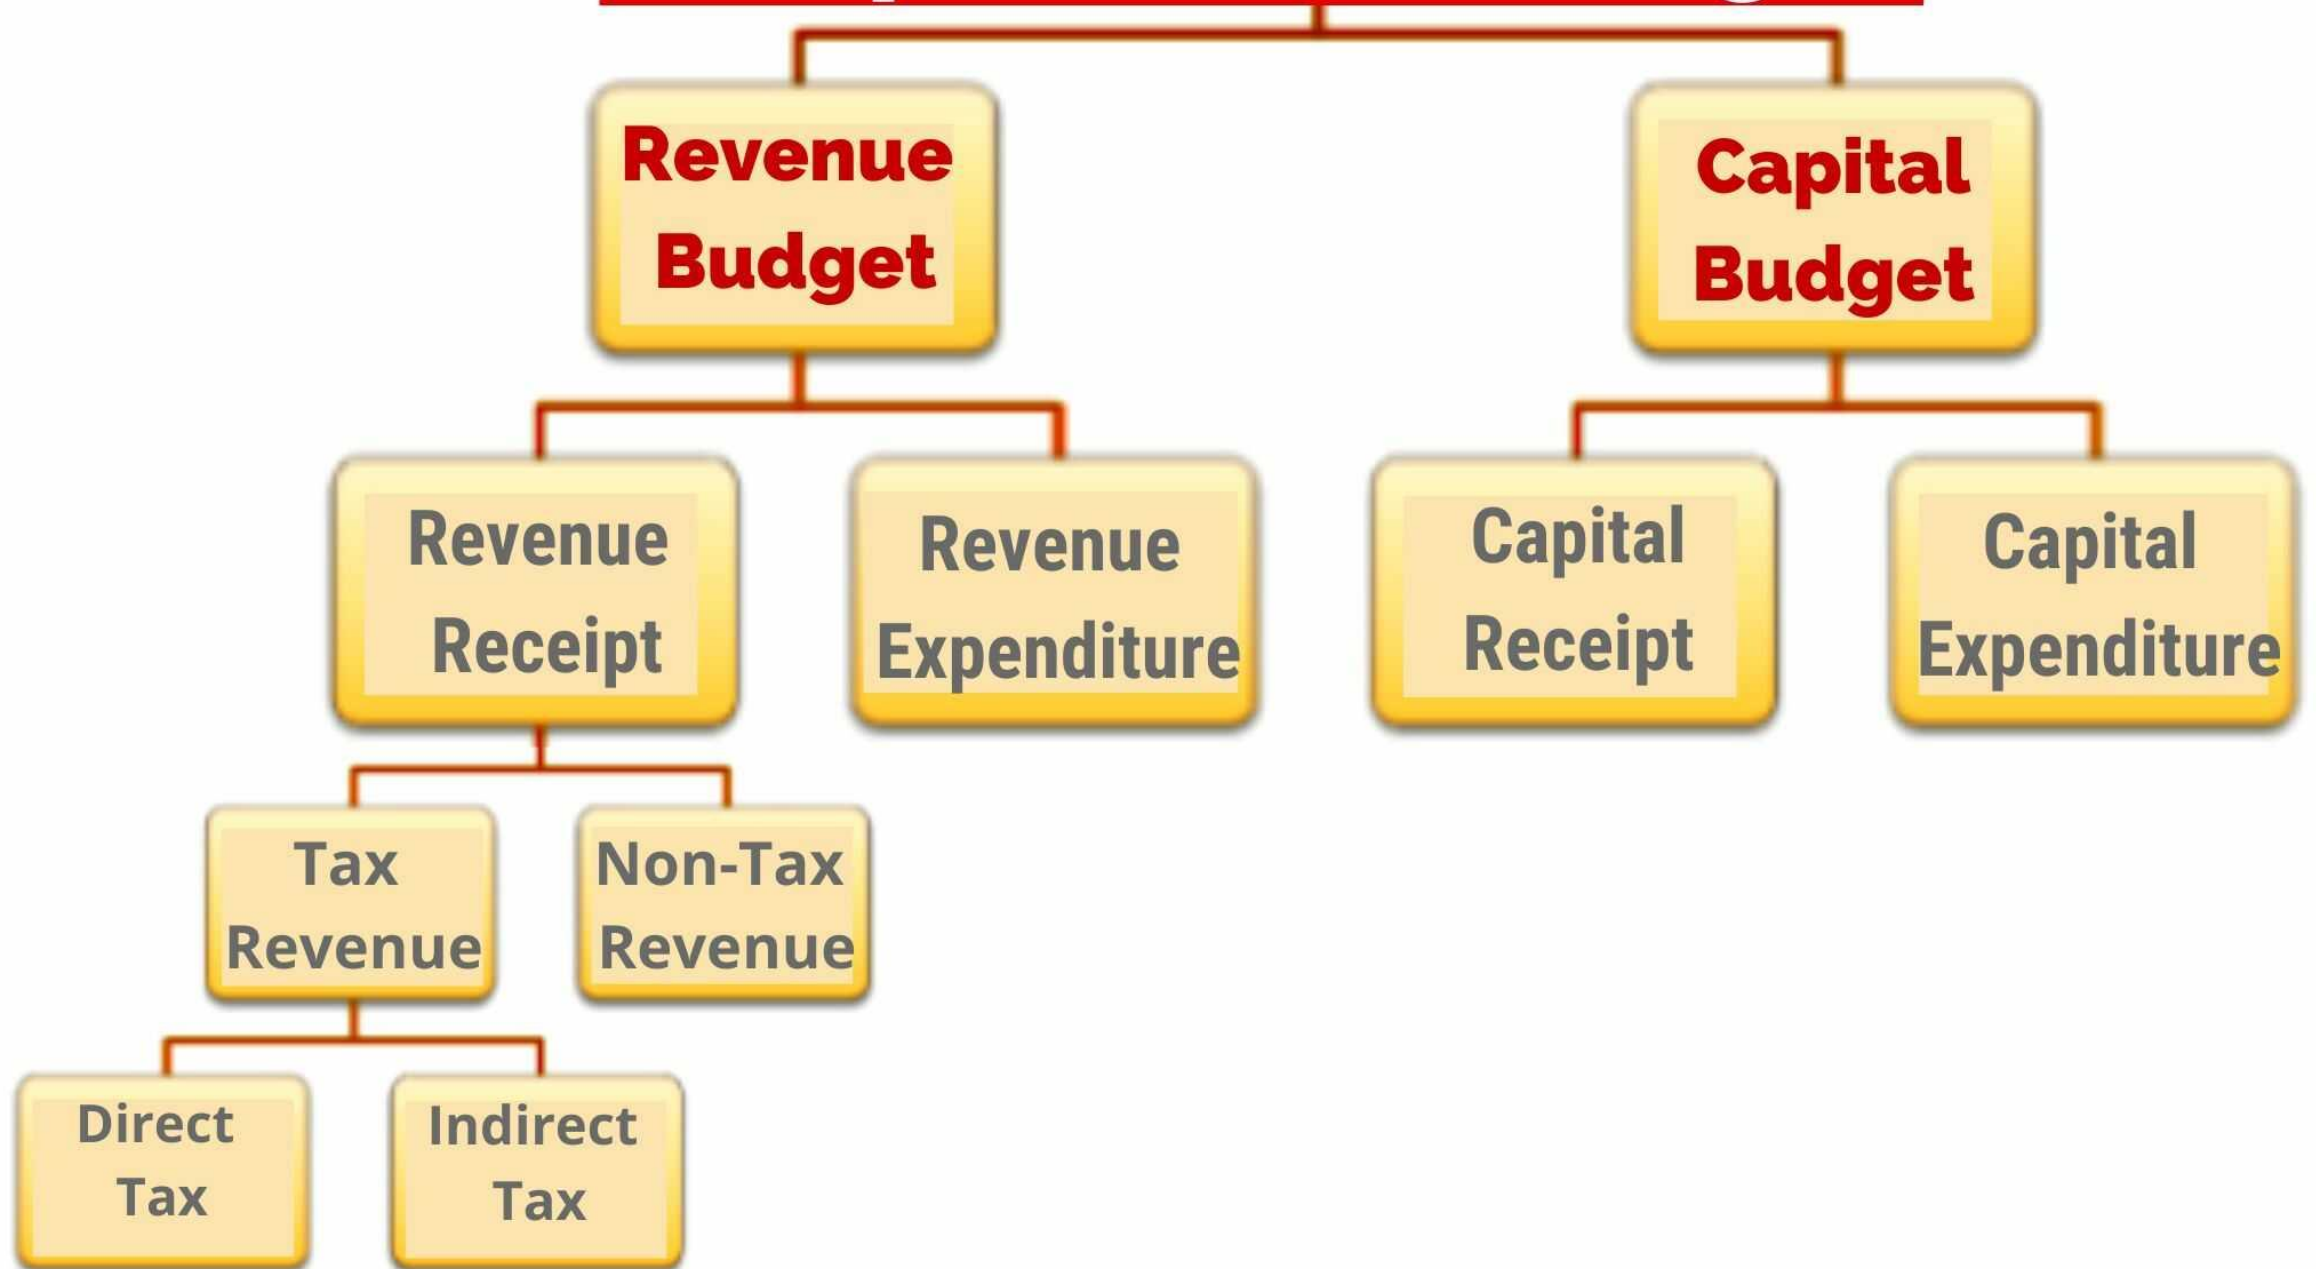 Revenue
Budget
Capital
Budget
Revenue
Receipt
Revenue
Expenditure
Capital
Receipt
Capital
Expenditure
Tax
Revenue
Non-Tax
Revenue
Direct
Tax
Indirect
Tax